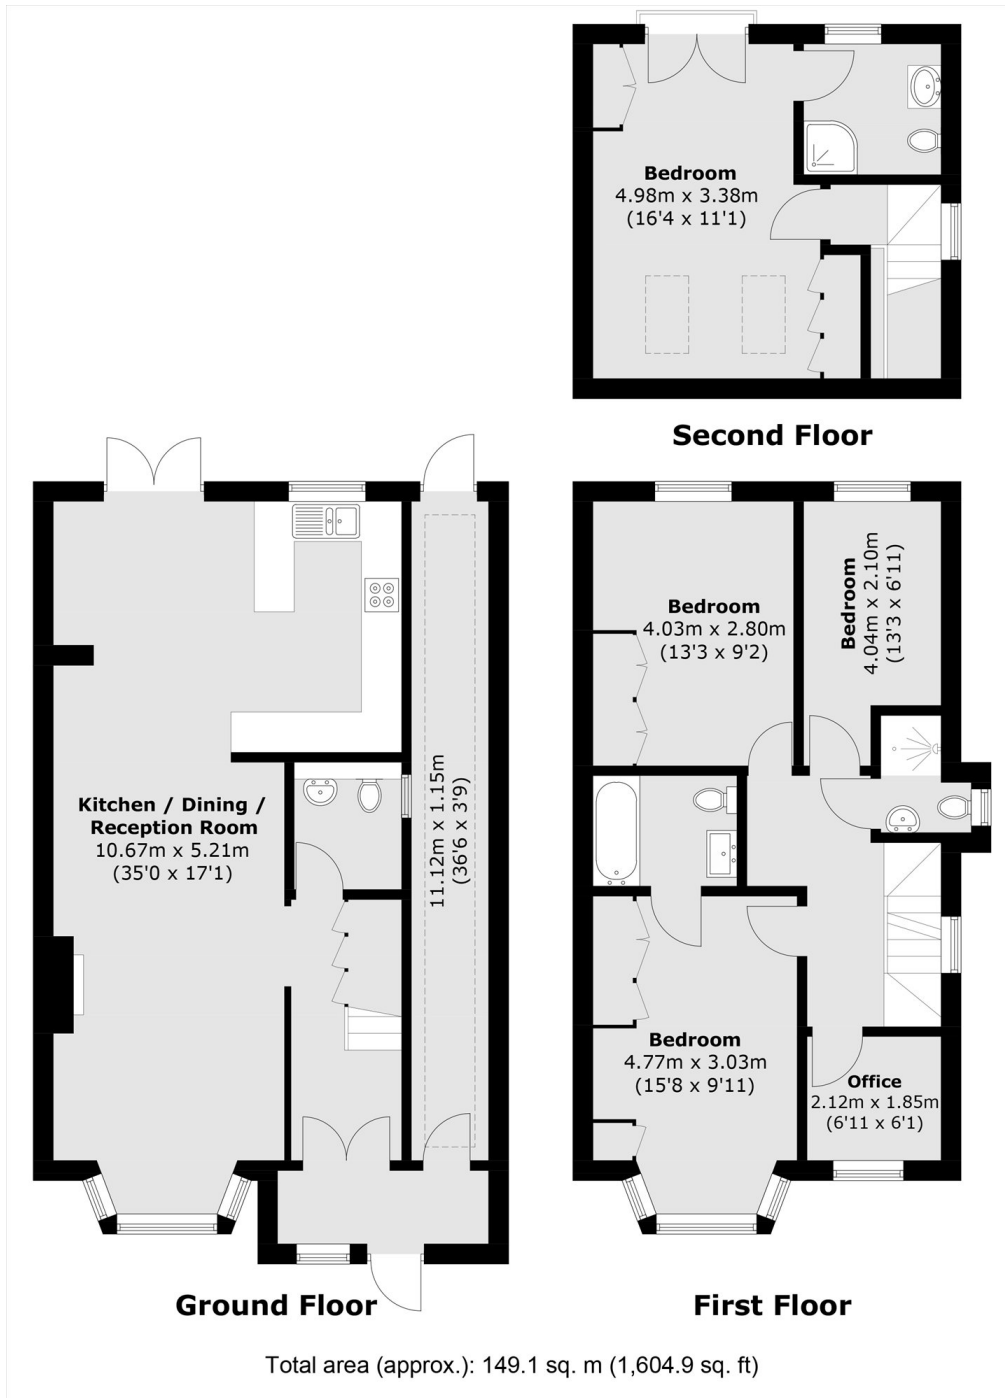 Bedroom
4.98m x 3.38m
(16'4 x 11'1)
Second Floor
Kitchen / Dining /
Reception Room
10.67m x 5.21m
(35'0 x 17'1)
11.12m x 1.15m
(36'6 x 3'9)
Ground Floor
Bedroom
4.03m x 2.80m
(13'3 x 9'2)
Bedroom
4.04m x 2.10m
(13'3 x 6'11)
Bedroom
4.77m x 3.03m
(15'8 x 9'11)
Office
2.12m x 1.85m
(6'11 x 6'1)
First Floor
Total area (approx.): 149.1 sq. m (1,604.9 sq. ft)